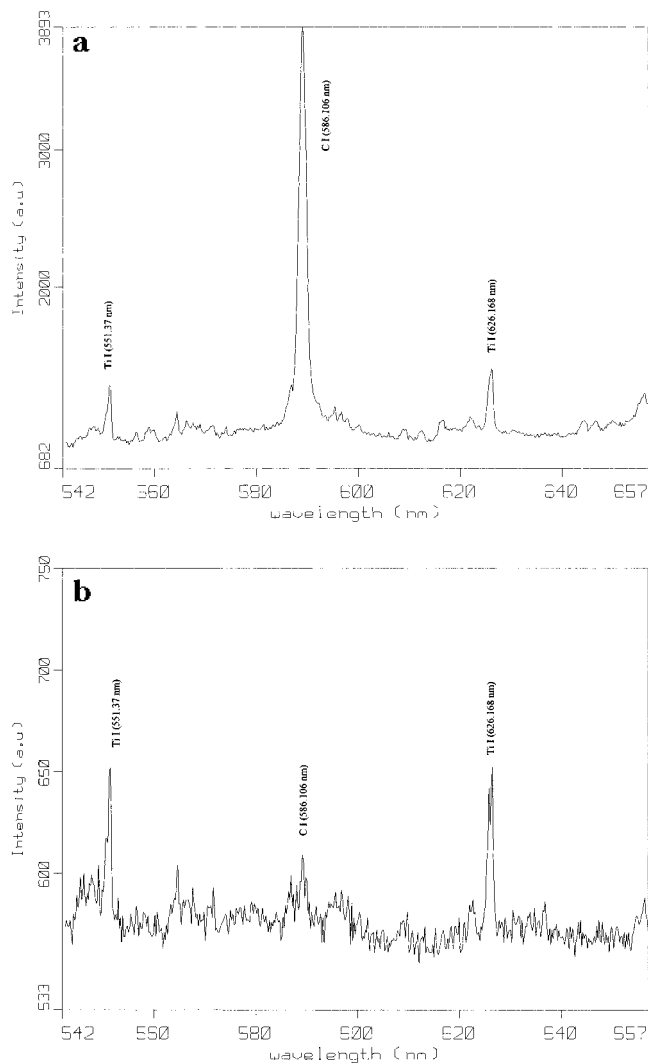 a
3893
3000
2000
682
Intensity (a.u)
Ti I (551.37 nm)
C I (586.106 nm)
Ti I (626.168 nm)
542 560 580 600 620 640 657
wavelength (nm)
b
750
700
650
600
533
Intensity (a.u)
Ti I (551.37 nm)
C I (586.106 nm)
Ti I (626.168 nm)
542 550 580 600 620 640 657
wavelength (nm)